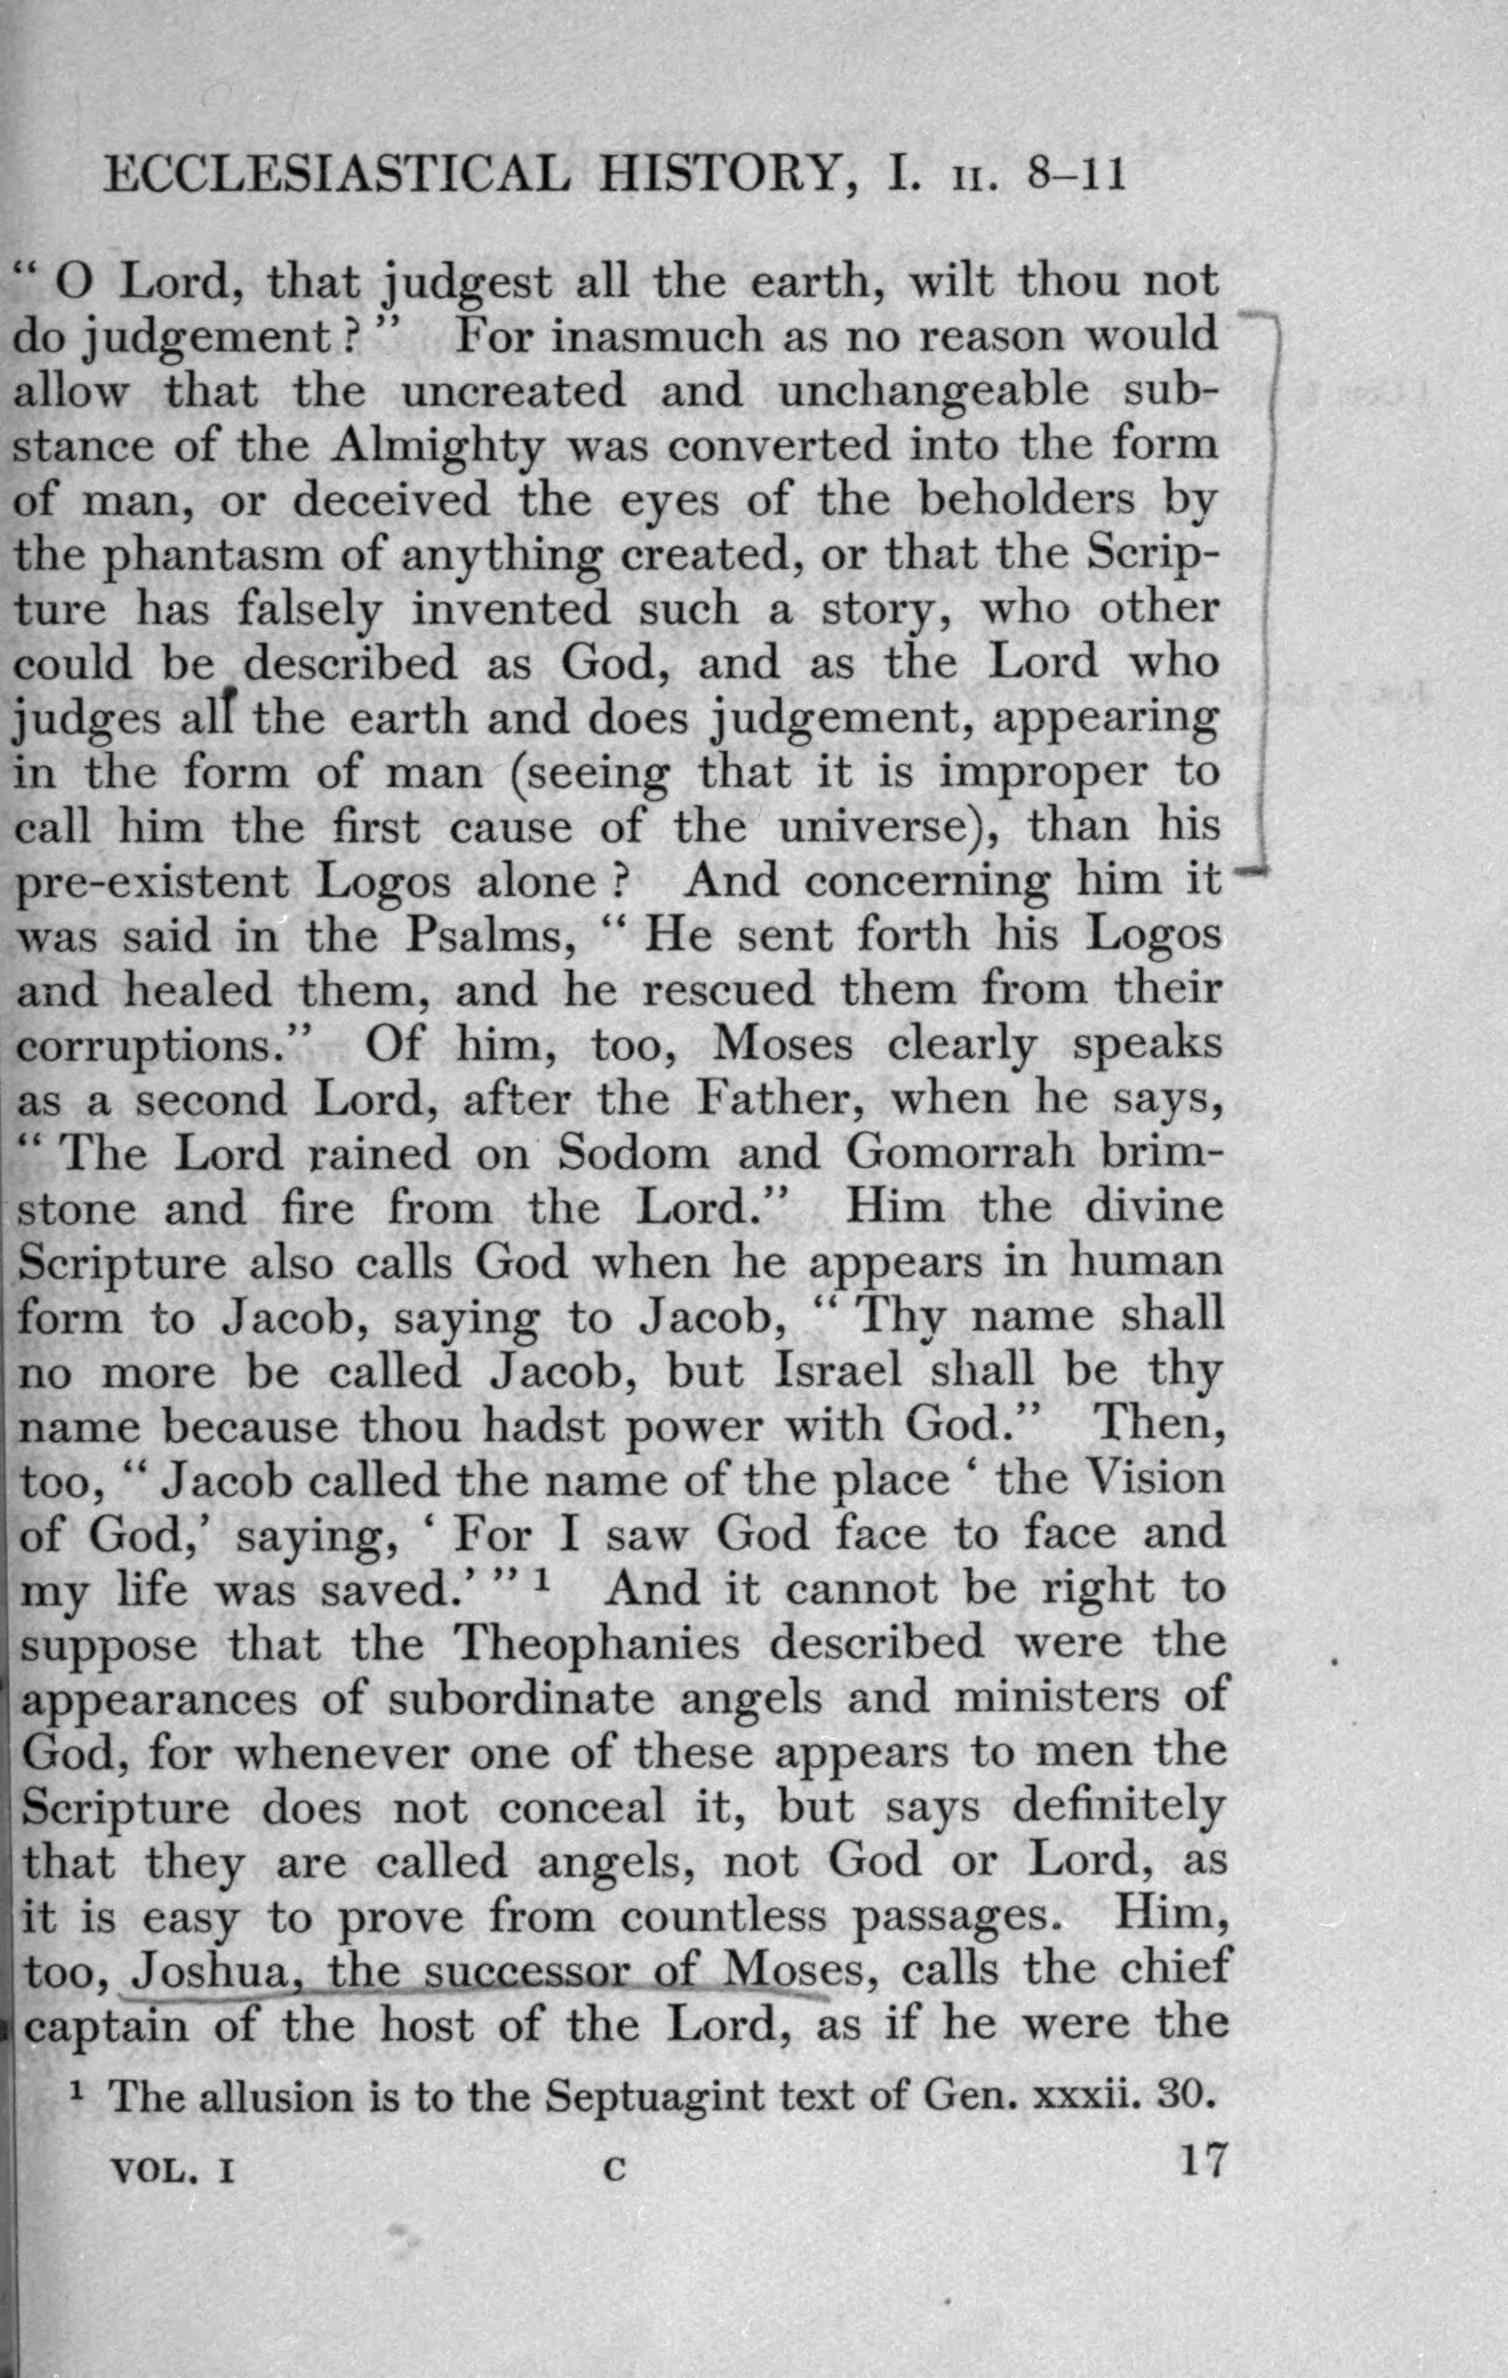 ECCLESIASTICAL HISTORY, I. II. 8–11
“ O Lord, that judgest all the earth, wilt thou not
do judgement ? ” For inasmuch as no reason would
allow that the uncreated and unchangeable sub-
stance of the Almighty was converted into the form
of man, or deceived the eyes of the beholders by
the phantasm of anything created, or that the Scrip-
ture has falsely invented such a story, who other
could be described as God, and as the Lord who
judges all the earth and does judgement, appearing
in the form of man (seeing that it is improper to
call him the first cause of the universe), than his
pre-existent Logos alone ? And concerning him it
was said in the Psalms, “ He sent forth his Logos
and healed them, and he rescued them from their
corruptions.” Of him, too, Moses clearly speaks
as a second Lord, after the Father, when he says,
“ The Lord rained on Sodom and Gomorrah brim-
stone and fire from the Lord.” Him the divine
Scripture also calls God when he appears in human
form to Jacob, saying to Jacob, “ Thy name shall
no more be called Jacob, but Israel shall be thy
name because thou hadst power with God.” Then,
too, “ Jacob called the name of the place ‘ the Vision
of God,’ saying, ‘ For I saw God face to face and
my life was saved.’ ” 1 And it cannot be right to
suppose that the Theophanies described were the
appearances of subordinate angels and ministers of
God, for whenever one of these appears to men the
Scripture does not conceal it, but says definitely
that they are called angels, not God or Lord, as
it is easy to prove from countless passages. Him,
too, Joshua, the successor of Moses, calls the chief
captain of the host of the Lord, as if he were the
1 The allusion is to the Septuagint text of Gen. xxxii. 30.
VOL. I C 17